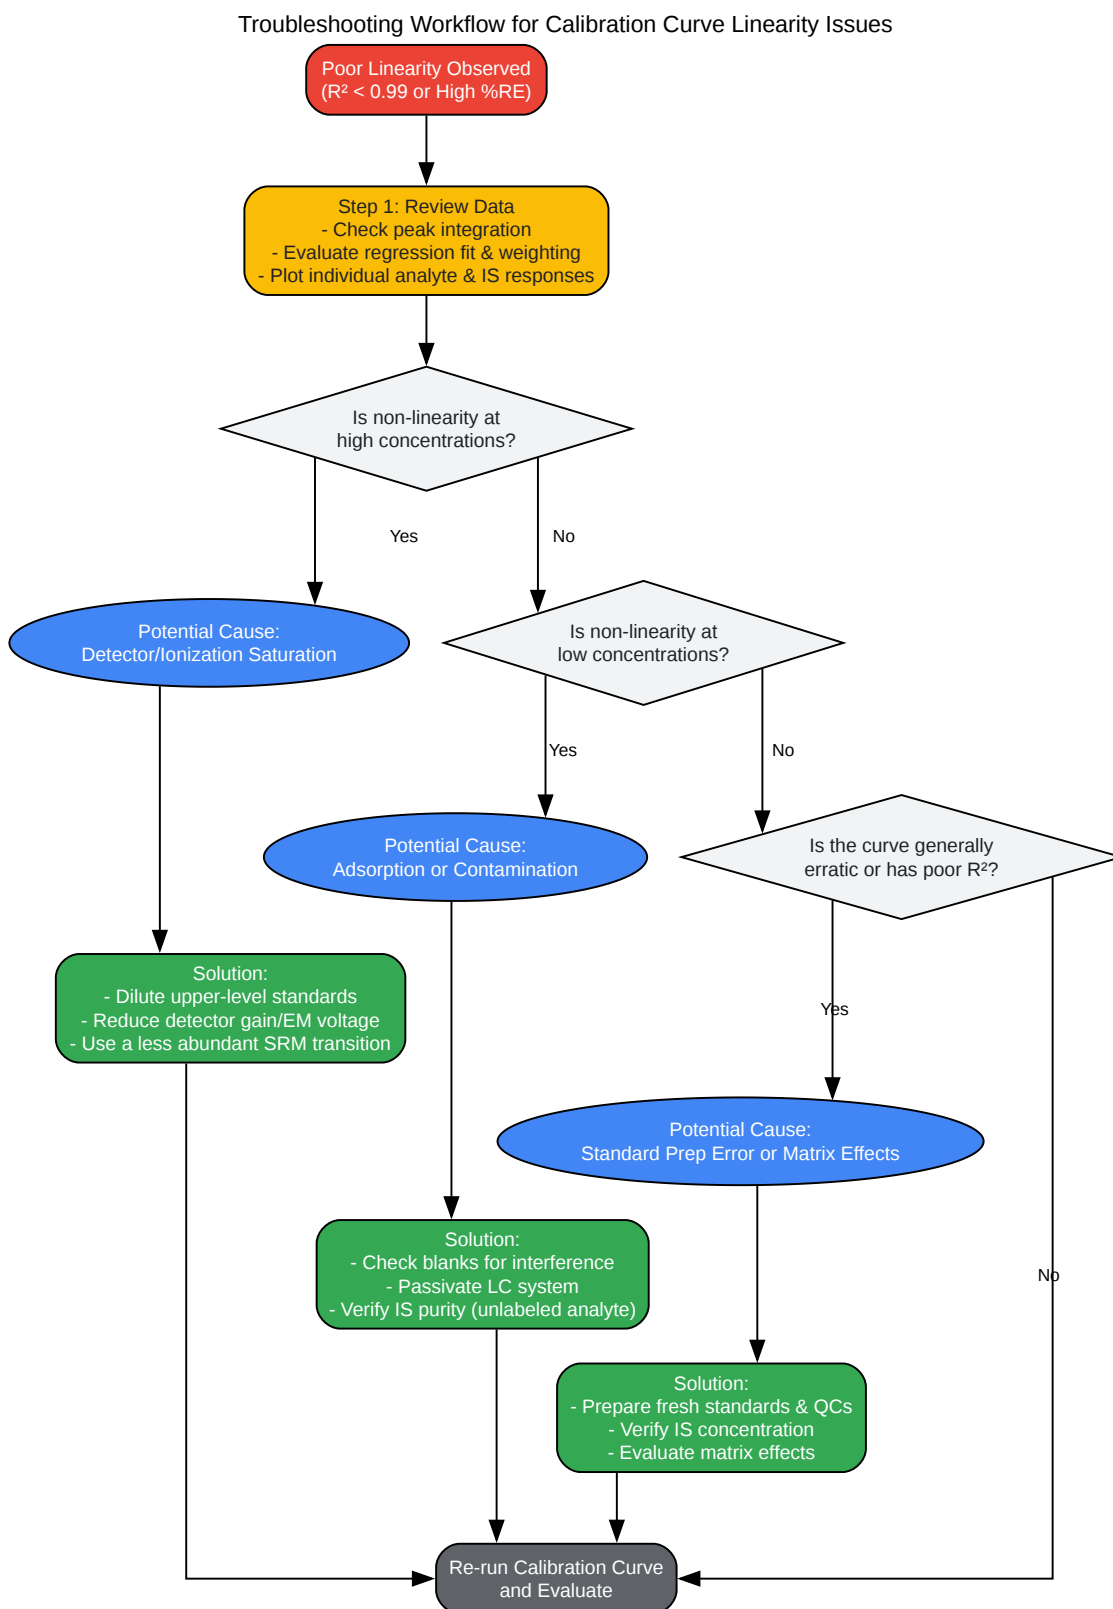 Troubleshooting Workflow for Calibration Curve Linearity Issues
Poor Linearity Observed
(R² < 0.99 or High %RE)
Step 1: Review Data
- Check peak integration
- Evaluate regression fit & weighting
- Plot individual analyte & IS responses
Is non-linearity at
high concentrations?
Yes
No
Potential Cause:
Detector/Ionization Saturation
Is non-linearity at
low concentrations?
Yes
No
Potential Cause:
Adsorption or Contamination
Is the curve generally
erratic or has poor R²?
Solution:
- Dilute upper-level standards
- Reduce detector gain/EM voltage
- Use a less abundant SRM transition
Yes
No
Potential Cause:
Standard Prep Error or Matrix Effects
Solution:
- Check blanks for interference
- Passivate LC system
- Verify IS purity (unlabeled analyte)
Solution:
- Prepare fresh standards & QCs
- Verify IS concentration
- Evaluate matrix effects
Re-run Calibration Curve
and Evaluate